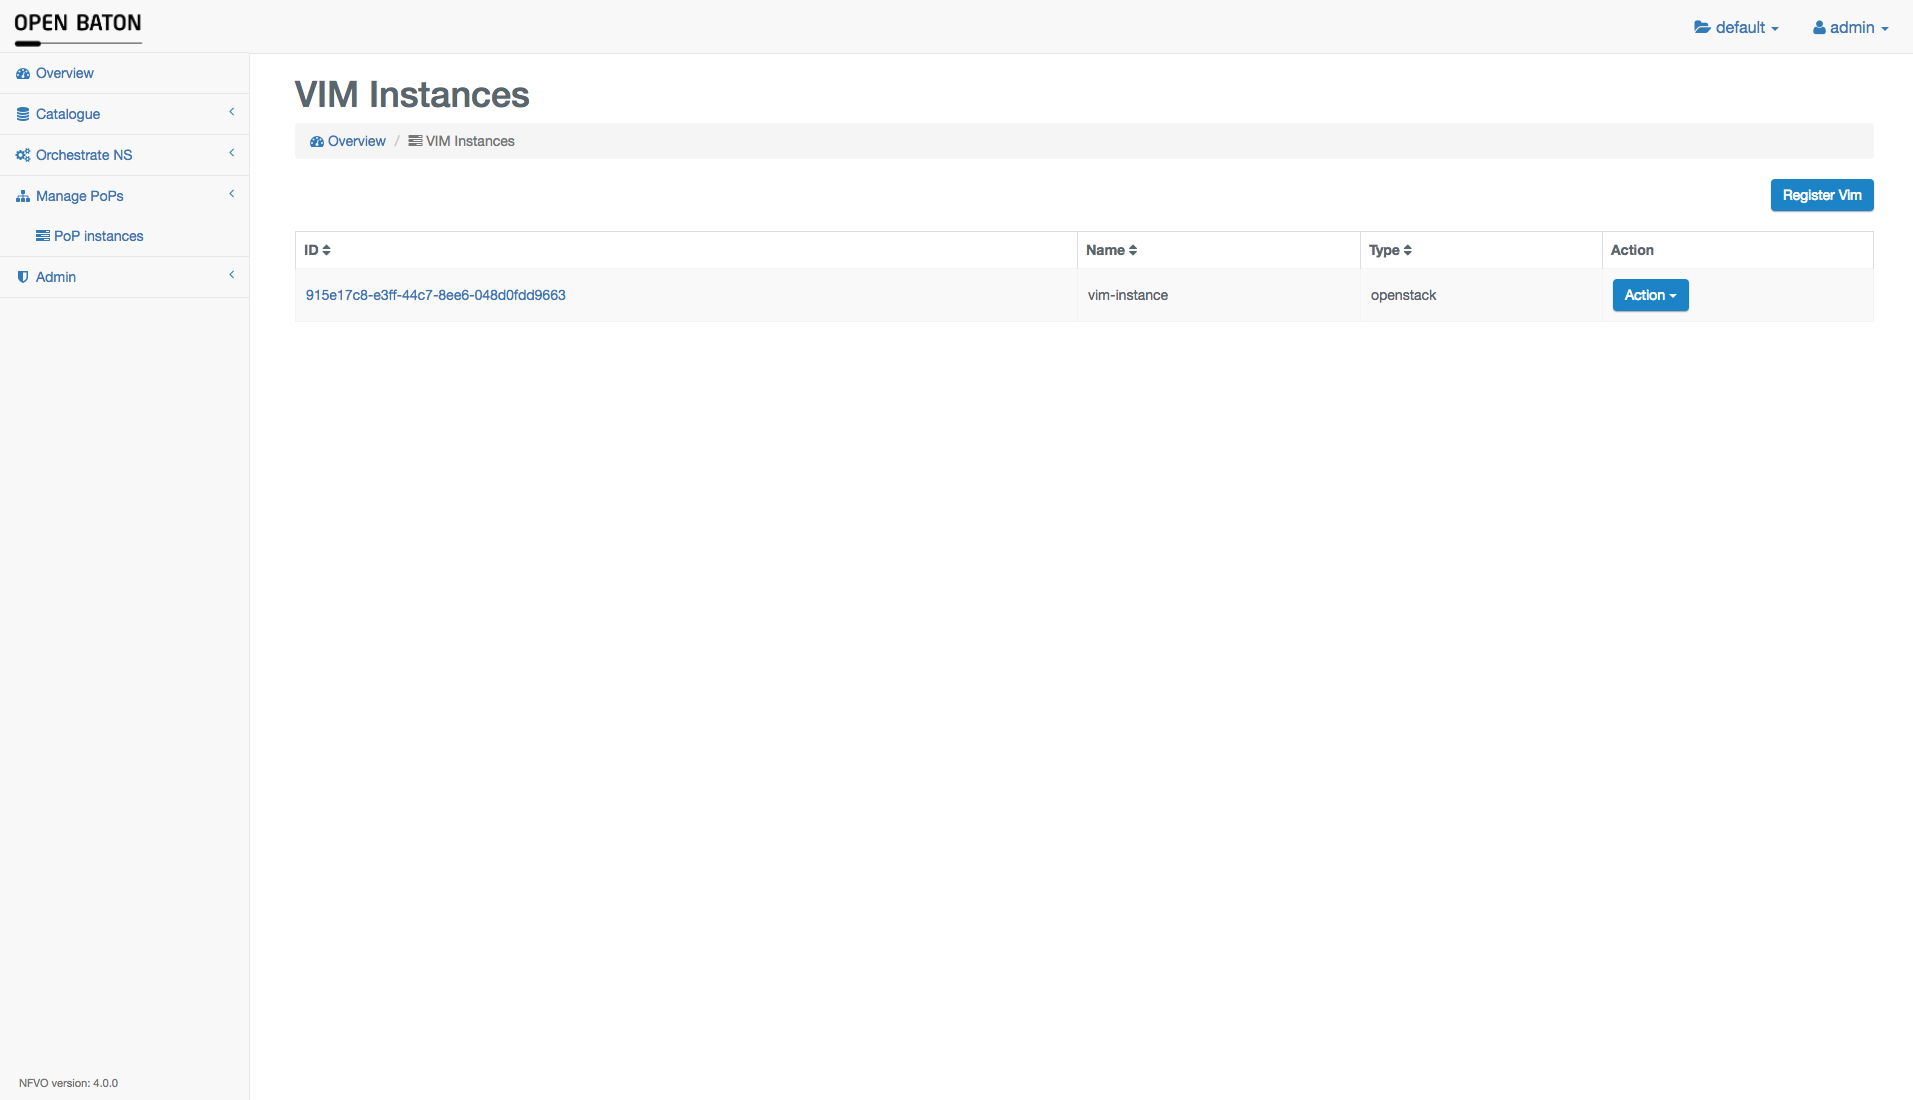 OPEN BATON
default
admin
Overview
Catalogue
Orchestrate NS
Manage PoPs
PoP instances
Admin
VIM Instances
Overview / VIM Instances
Register Vim
ID Name Type Action
915e17c8-e3ff-44c7-8ee6-048d0fdd9663 vim-instance openstack Action
NFVO version: 4.0.0